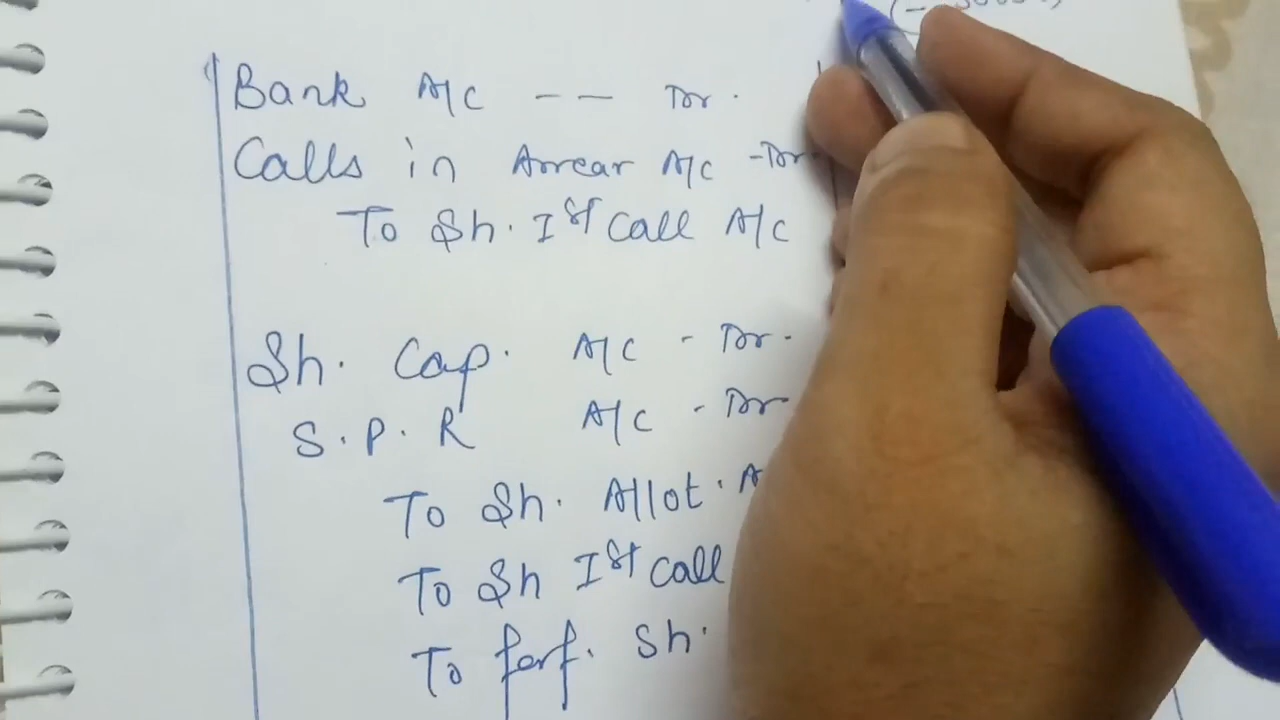 Bank A/C -- Dr.
Calls in Arrear A/C -Dr.
To Sh. Ist Call A/C
Sh. Cap. A/C - Dr.
S.P.R A/C - Dr
To Sh. Allot. A
To Sh Ist Call
To forf. Sh.